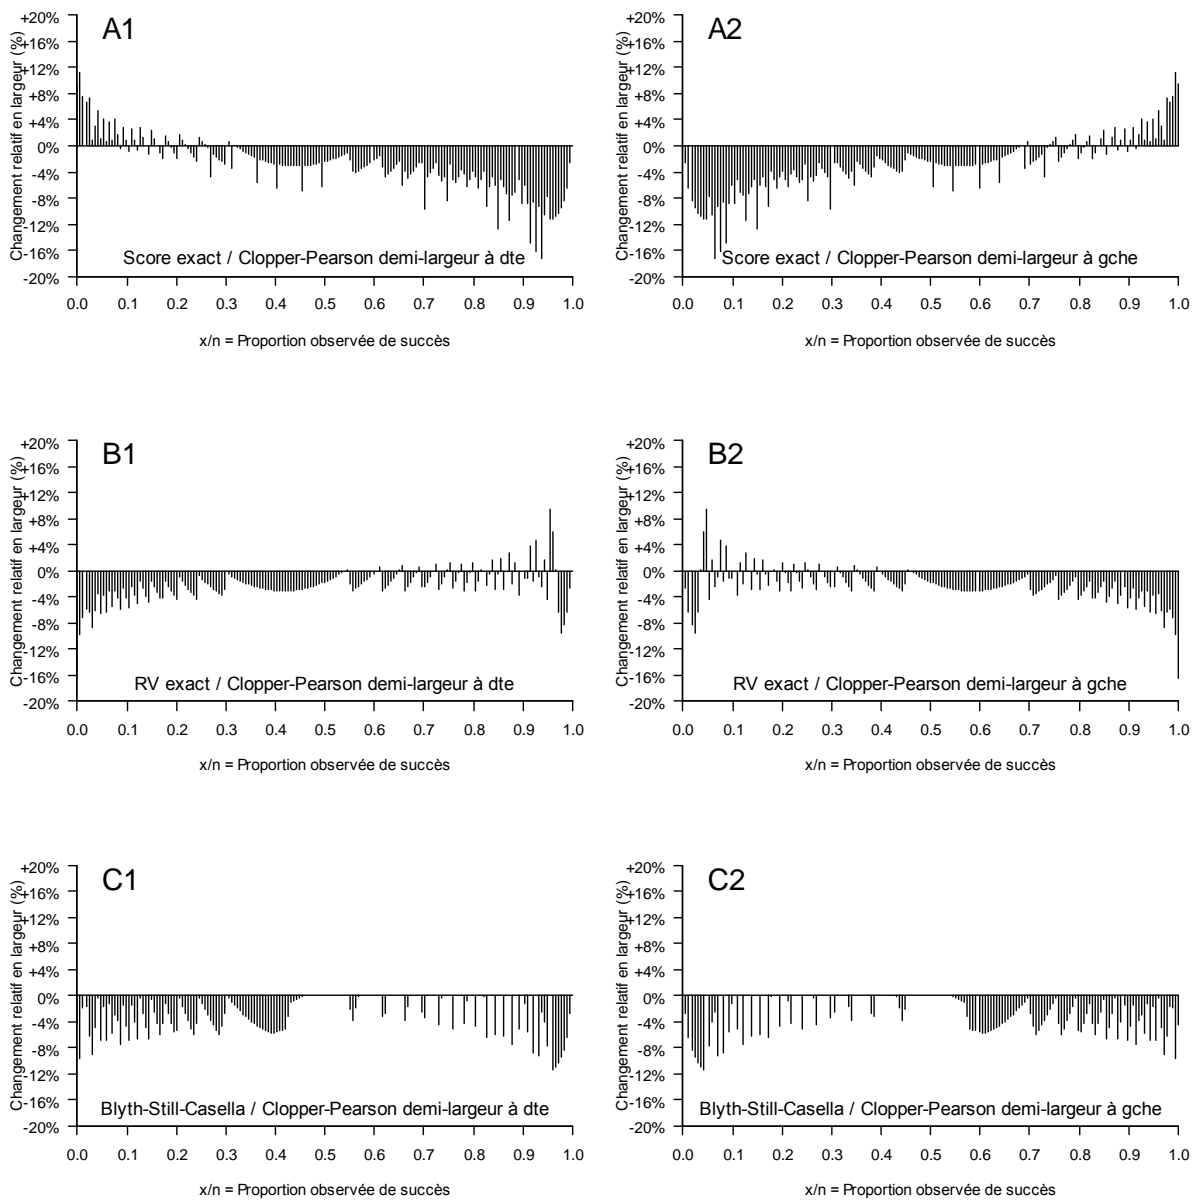 A1
Changement relatif en largeur (%)
+20%
+16%
+12%
+8%
+4%
0%
-4%
-8%
-12%
-16%
-20%
Score exact / Clopper-Pearson demi-largeur à dte
0.0 0.1 0.2 0.3 0.4 0.5 0.6 0.7 0.8 0.9 1.0
x/n = Proportion observée de succès
A2
Changement relatif en largeur (%)
+20%
+16%
+12%
+8%
+4%
0%
-4%
-8%
-12%
-16%
-20%
Score exact / Clopper-Pearson demi-largeur à gche
0.0 0.1 0.2 0.3 0.4 0.5 0.6 0.7 0.8 0.9 1.0
x/n = Proportion observée de succès
B1
Changement relatif en largeur (%)
+20%
+16%
+12%
+8%
+4%
0%
-4%
-8%
-12%
-16%
-20%
RV exact / Clopper-Pearson demi-largeur à dte
0.0 0.1 0.2 0.3 0.4 0.5 0.6 0.7 0.8 0.9 1.0
x/n = Proportion observée de succès
B2
Changement relatif en largeur (%)
+20%
+16%
+12%
+8%
+4%
0%
-4%
-8%
-12%
-16%
-20%
RV exact / Clopper-Pearson demi-largeur à gche
0.0 0.1 0.2 0.3 0.4 0.5 0.6 0.7 0.8 0.9 1.0
x/n = Proportion observée de succès
C1
Changement relatif en largeur (%)
+20%
+16%
+12%
+8%
+4%
0%
-4%
-8%
-12%
-16%
-20%
Blyth-Still-Casella / Clopper-Pearson demi-largeur à dte
0.0 0.1 0.2 0.3 0.4 0.5 0.6 0.7 0.8 0.9 1.0
x/n = Proportion observée de succès
C2
Changement relatif en largeur (%)
+20%
+16%
+12%
+8%
+4%
0%
-4%
-8%
-12%
-16%
-20%
Blyth-Still-Casella / Clopper-Pearson demi-largeur à gche
0.0 0.1 0.2 0.3 0.4 0.5 0.6 0.7 0.8 0.9 1.0
x/n = Proportion observée de succès